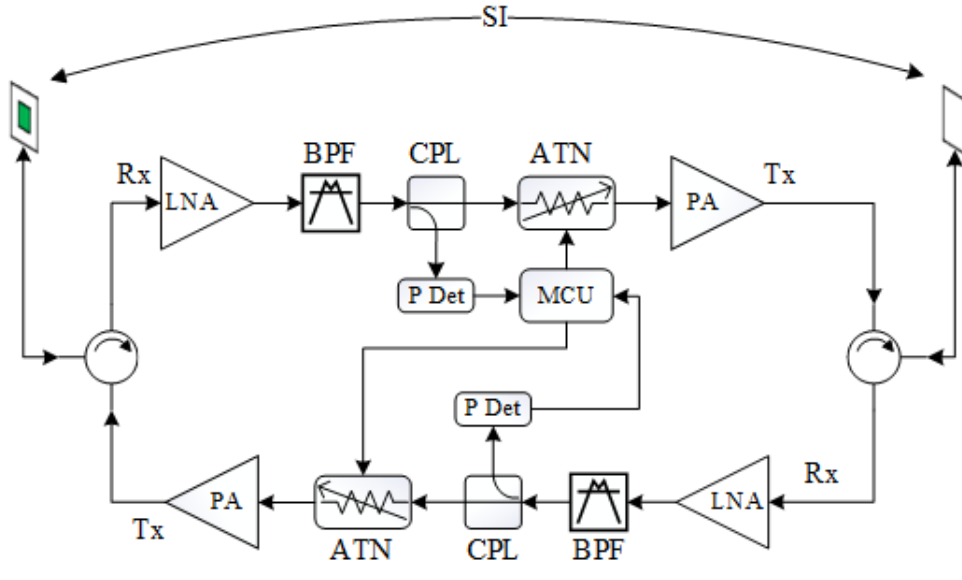 SI
BPF
CPL
ATN
Rx
Tx
LNA
PA
P Det
MCU
P Det
Rx
PA
LNA
Tx
ATN
CPL
BPF